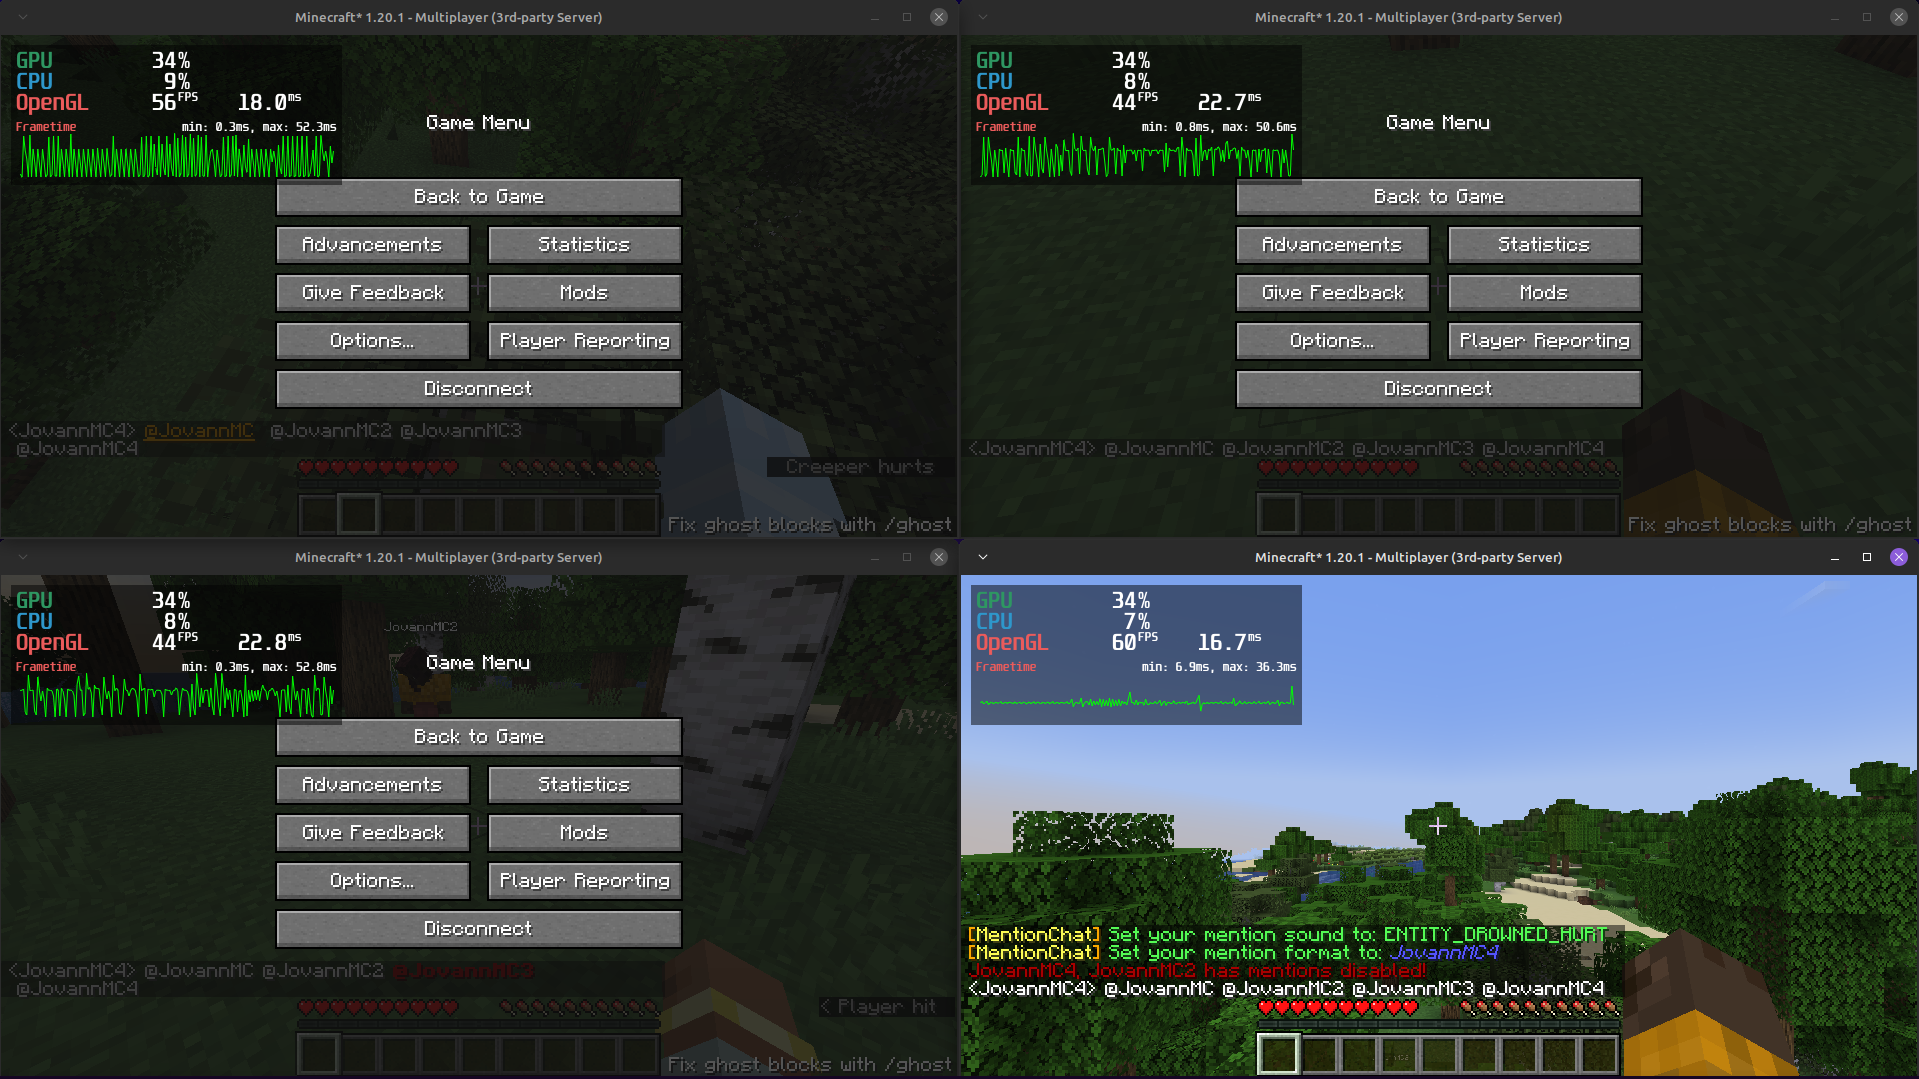 Minecraft* 1.20.1 - Multiplayer (3rd-party Server)
GPU 34%
CPU 9%
OpenGL 56 FPS 18.0ms
Frametime min: 0.3ms, max: 52.3ms
Game Menu
Back to Game
Advancements Statistics
Give Feedback Mods
Options... Player Reporting
Disconnect
<JovannMC4> @JovannMC @JovannMC2 @JovannMC3
@JovannMC4
Creeper hurts
Fix ghost blocks with /ghost
Minecraft* 1.20.1 - Multiplayer (3rd-party Server)
GPU 34%
CPU 8%
OpenGL 44 FPS 22.7ms
Frametime min: 0.8ms, max: 50.6ms
Game Menu
Back to Game
Advancements Statistics
Give Feedback Mods
Options... Player Reporting
Disconnect
<JovannMC4> @JovannMC @JovannMC2 @JovannMC3 @JovannMC4
Fix ghost blocks with /ghost
Minecraft* 1.20.1 - Multiplayer (3rd-party Server)
GPU 34%
CPU 8%
OpenGL 44 FPS 22.8ms
Frametime min: 0.3ms, max: 52.8ms
JovannMC2
Game Menu
Back to Game
Advancements Statistics
Give Feedback Mods
Options... Player Reporting
Disconnect
<JovannMC4> @JovannMC @JovannMC2 @JovannMC3
@JovannMC4
< Player hit
Fix ghost blocks with /ghost
Minecraft* 1.20.1 - Multiplayer (3rd-party Server)
GPU 34%
CPU 7%
OpenGL 60 FPS 16.7ms
Frametime min: 6.9ms, max: 36.3ms
[MentionChat] Set your mention sound to: ENTITY_DROWNED_HURT
[MentionChat] Set your mention format to: JovannMC4
JovannMC4, JovannMC2 has mentions disabled!
<JovannMC4> @JovannMC @JovannMC2 @JovannMC3 @JovannMC4